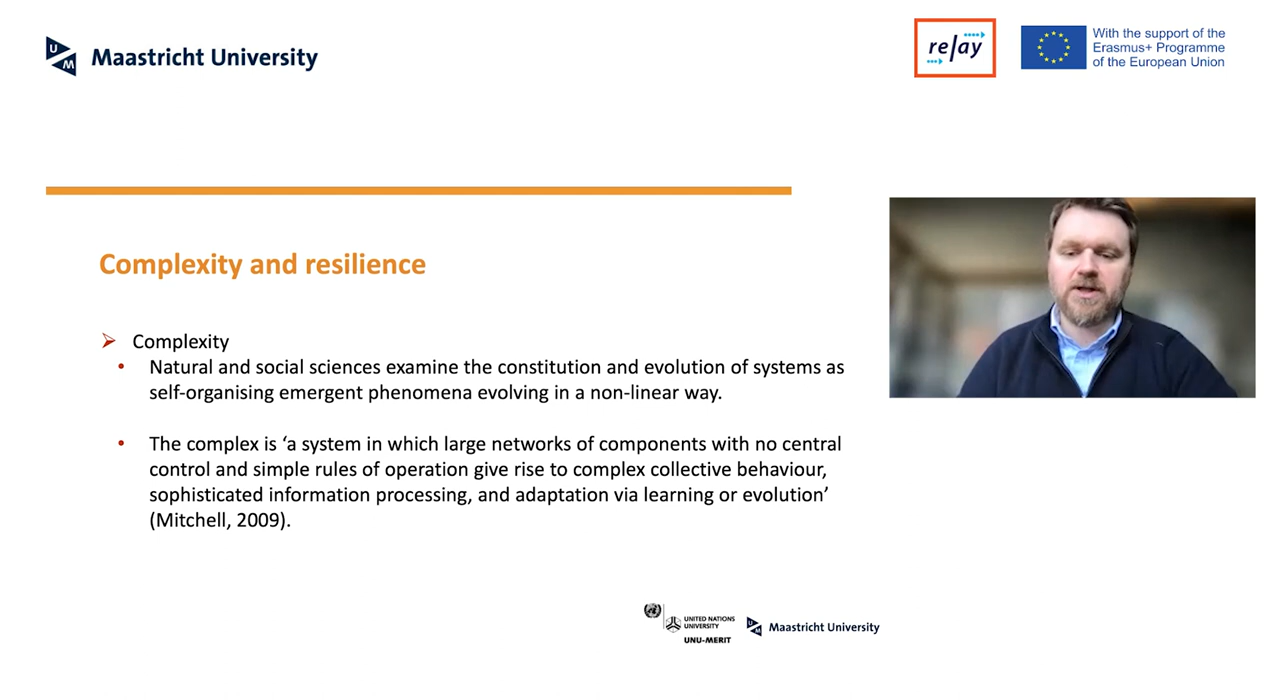 UM
Maastricht University
relay
With the support of the
Erasmus+ Programme
of the European Union
Complexity and resilience
Complexity
Natural and social sciences examine the constitution and evolution of systems as
self-organising emergent phenomena evolving in a non-linear way.
The complex is ‘a system in which large networks of components with no central
control and simple rules of operation give rise to complex collective behaviour,
sophisticated information processing, and adaptation via learning or evolution’
(Mitchell, 2009).
UNITED NATIONS
UNIVERSITY
UNU-MERIT
UM
Maastricht University